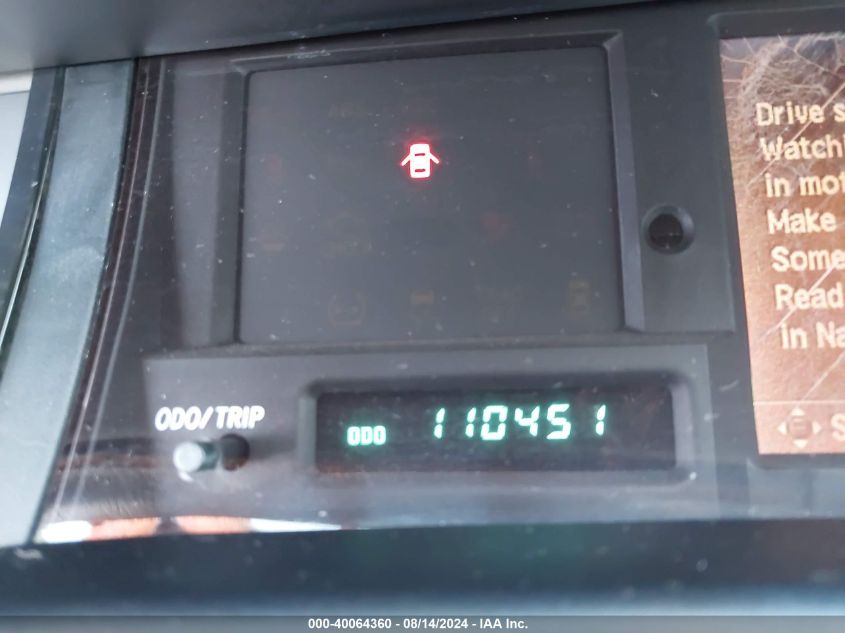 Drive s
Watch
in mot
Make
Some
Read
in Na
ODO/TRIP
ODO 110451
S
000-40064360 - 08/14/2024 - IAA Inc.